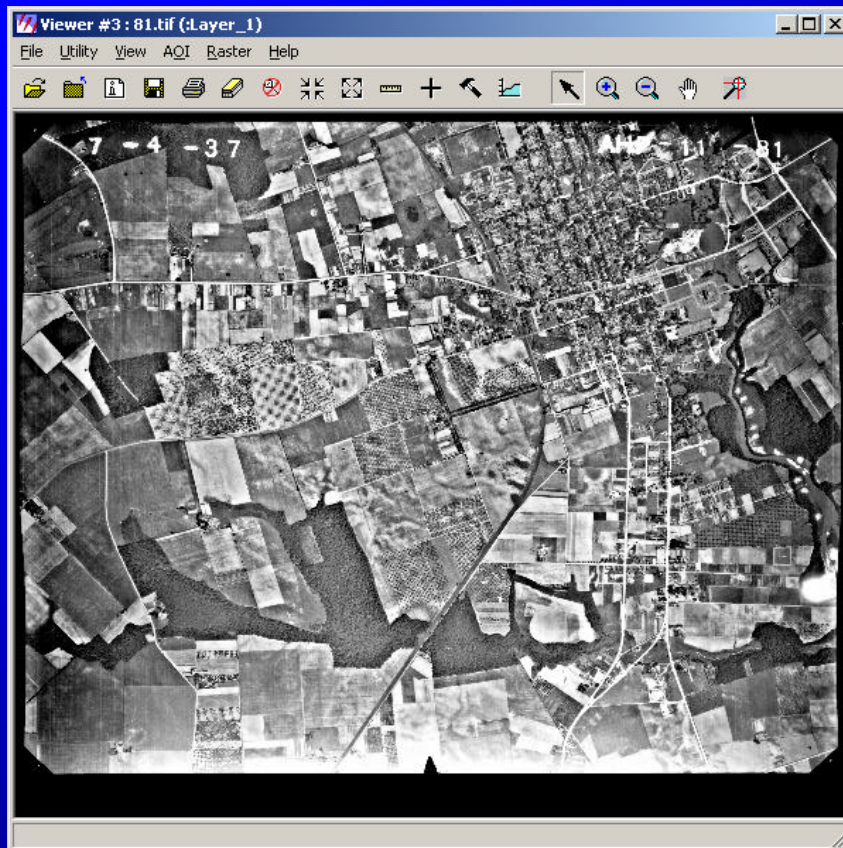 Viewer #3 : 81.tif (:Layer_1)
File Utility View AOI Raster Help
7 - 4 - 37
- 11 - 81